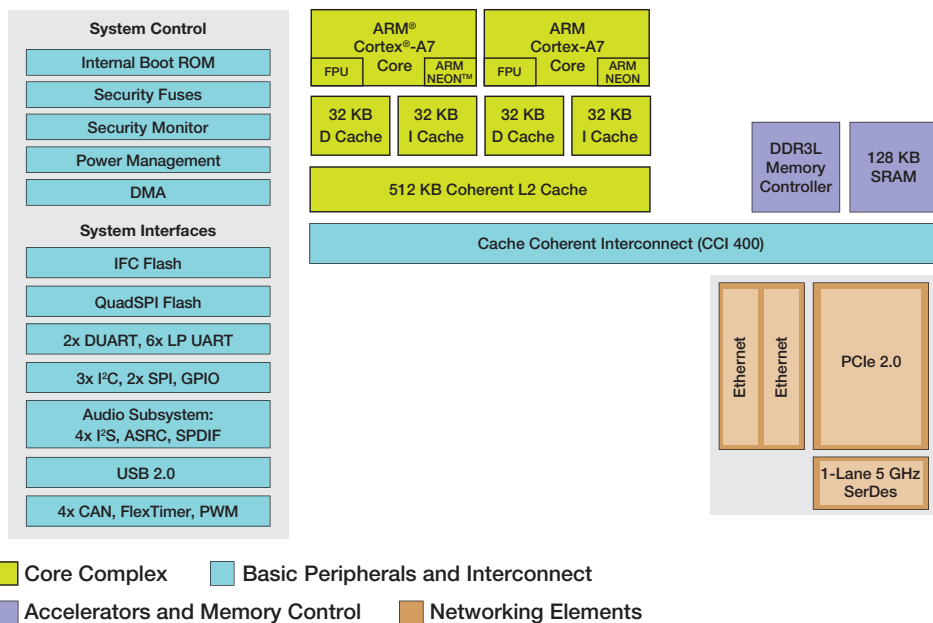 System Control
Internal Boot ROM
Security Fuses
Security Monitor
Power Management
DMA
System Interfaces
IFC Flash
QuadSPI Flash
2x DUART, 6x LP UART
3x I²C, 2x SPI, GPIO
Audio Subsystem:
4x I²S, ASRC, SPDIF
USB 2.0
4x CAN, FlexTimer, PWM
ARM®
Cortex®-A7
Core
FPU
ARM
NEON™
ARM
Cortex-A7
Core
FPU
ARM
NEON
32 KB
D Cache
32 KB
I Cache
32 KB
D Cache
32 KB
I Cache
512 KB Coherent L2 Cache
DDR3L
Memory
Controller
128 KB
SRAM
Cache Coherent Interconnect (CCI 400)
Ethernet
Ethernet
PCIe 2.0
1-Lane 5 GHz
SerDes
Core Complex
Basic Peripherals and Interconnect
Accelerators and Memory Control
Networking Elements